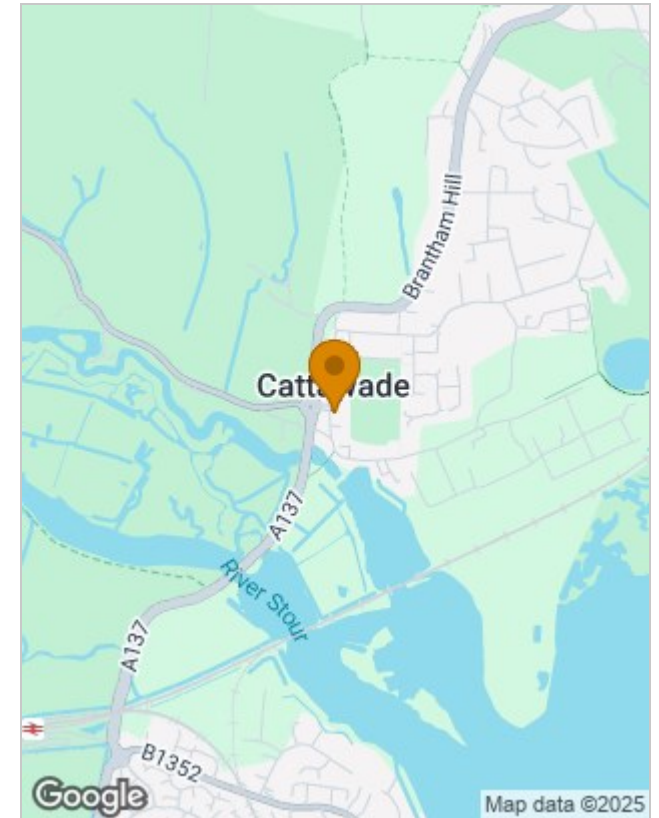 Brantham Hill
Cattawade
A137
River Stour
A137
B1352
Google
Map data ©2025